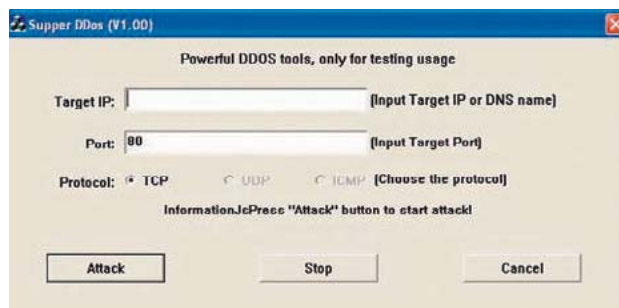 Supper DDos (V1.00)
Powerful DDOS tools, only for testing usage
Target IP: (Input Target IP or DNS name)
Port: 80 (Input Target Port)
Protocol: TCP UDP ICMP (Choose the protocol)
Press "Attack" button to start attack!
Attack Stop Cancel